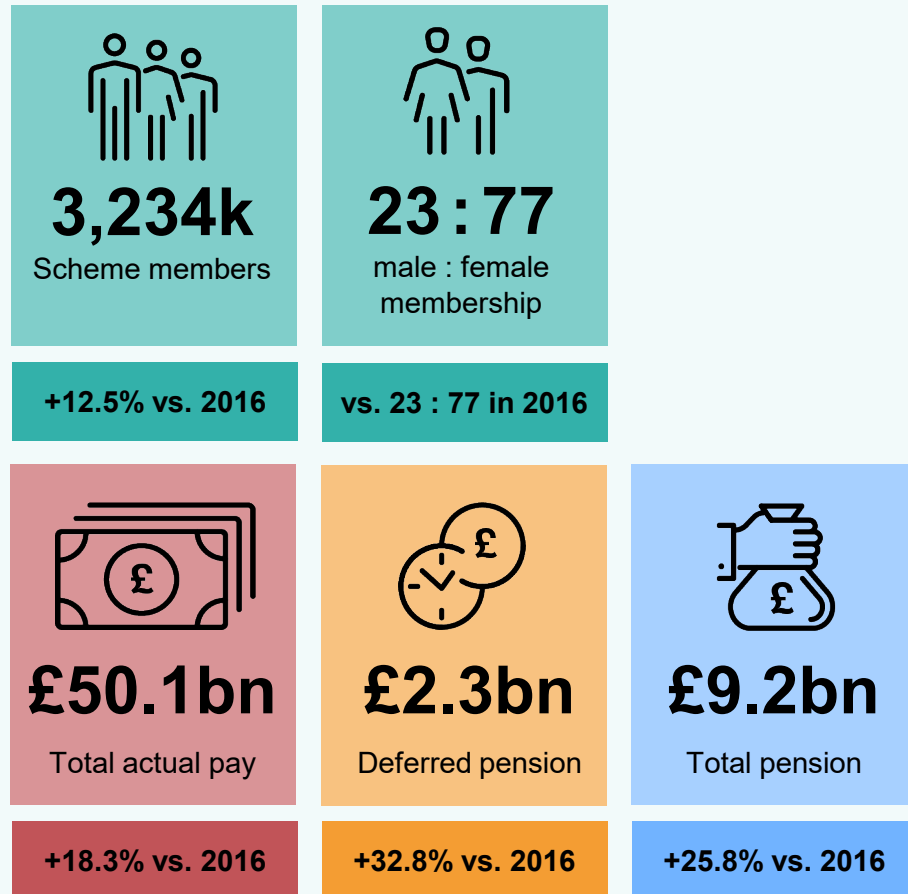 3,234k
Scheme members
+12.5% vs. 2016
23 : 77
male : female
membership
vs. 23 : 77 in 2016
£
£50.1bn
Total actual pay
+18.3% vs. 2016
£
£2.3bn
Deferred pension
+32.8% vs. 2016
£
£9.2bn
Total pension
+25.8% vs. 2016